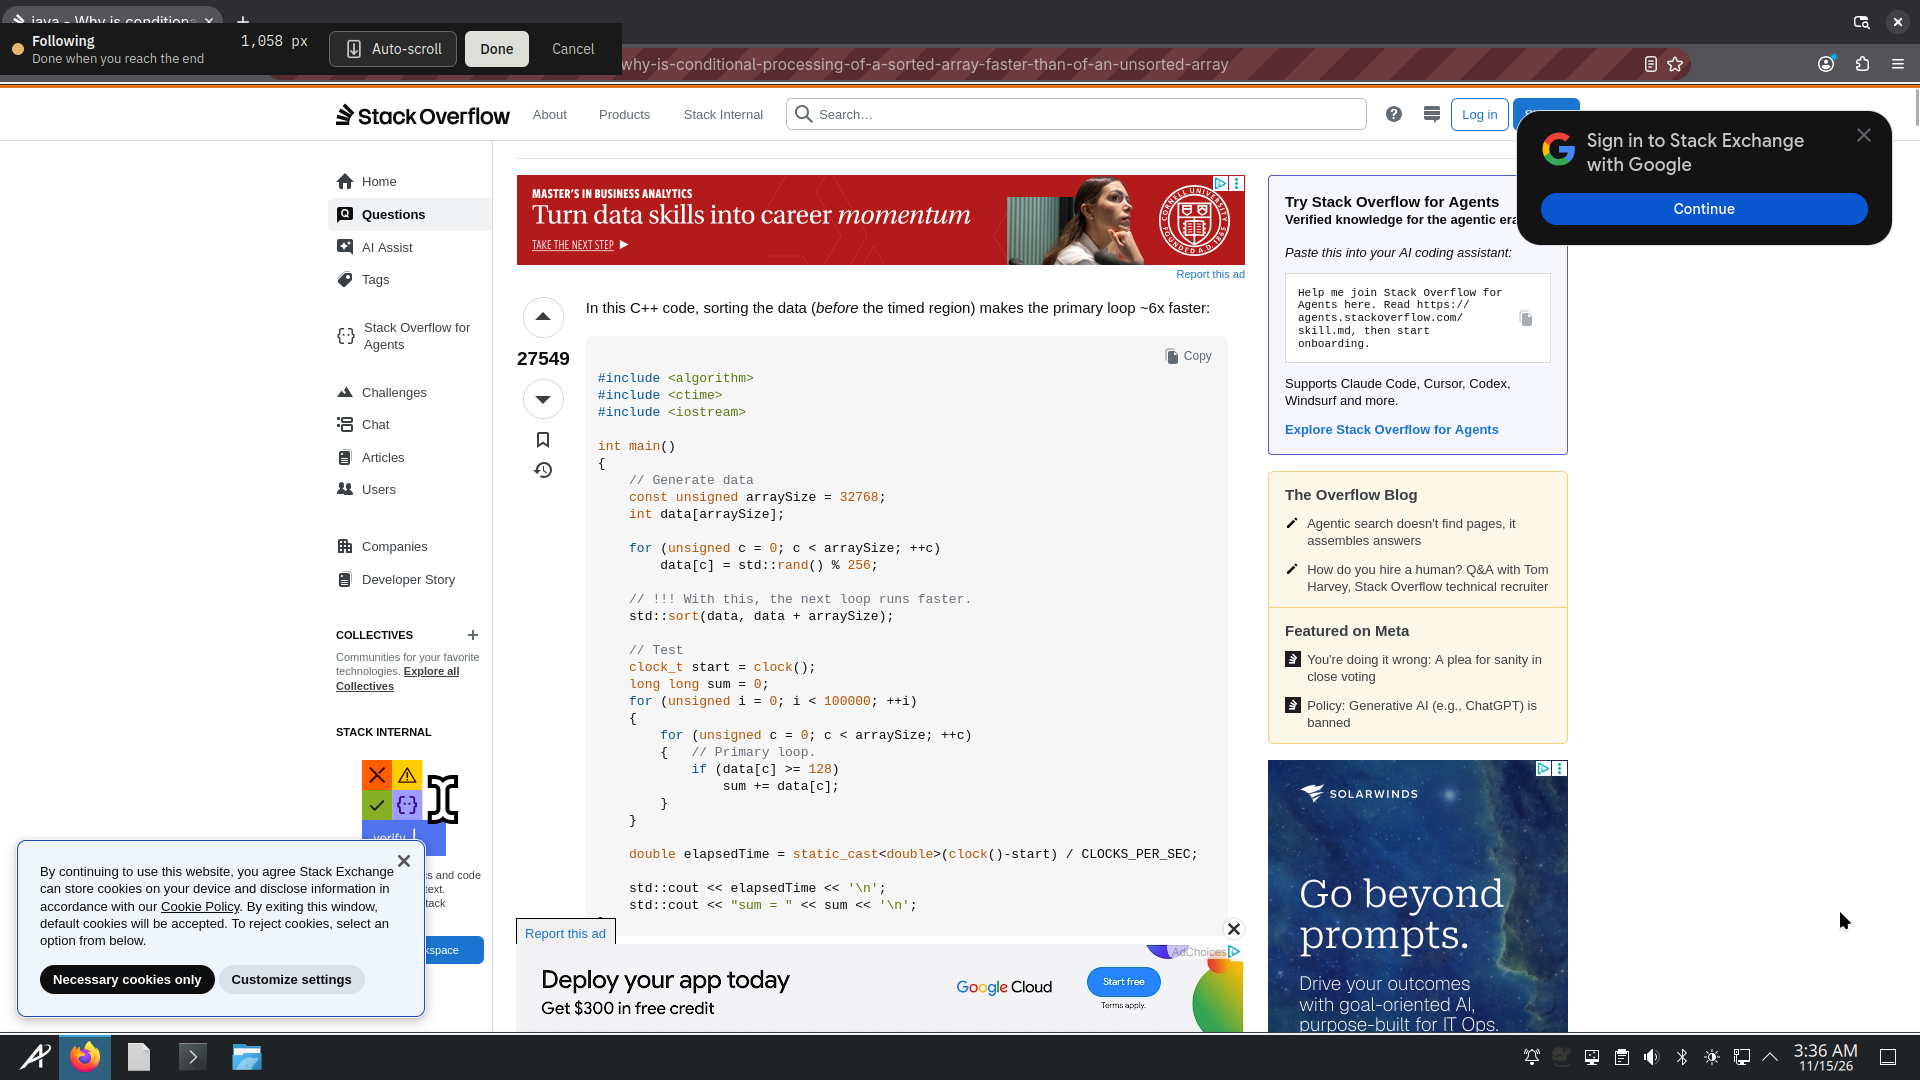 java - Why is condition
Following
Done when you reach the end
1,058 px
Auto-scroll
Done
Cancel
why-is-conditional-processing-of-a-sorted-array-faster-than-of-an-unsorted-array
Stack Overflow
About
Products
Stack Internal
Search…
Log in
Sign in to Stack Exchange
with Google
Continue
Home
Questions
AI Assist
Tags
Stack Overflow for
Agents
Challenges
Chat
Articles
Users
Companies
Developer Story
COLLECTIVES
Communities for your favorite
technologies. Explore all
Collectives
STACK INTERNAL
verify
s and code
text.
tack
kspace
MASTER'S IN BUSINESS ANALYTICS
Turn data skills into career momentum
TAKE THE NEXT STEP
CORNELL UNIVERSITY
FOUNDED A.D. 1865
Report this ad
27549
In this C++ code, sorting the data (before the timed region) makes the primary loop ~6x faster:
Copy
#include <algorithm>
#include <ctime>
#include <iostream>
int main()
{
    // Generate data
    const unsigned arraySize = 32768;
    int data[arraySize];
    for (unsigned c = 0; c < arraySize; ++c)
        data[c] = std::rand() % 256;
    // !!! With this, the next loop runs faster.
    std::sort(data, data + arraySize);
    // Test
    clock_t start = clock();
    long long sum = 0;
    for (unsigned i = 0; i < 100000; ++i)
    {
        for (unsigned c = 0; c < arraySize; ++c)
        {   // Primary loop.
            if (data[c] >= 128)
                sum += data[c];
        }
    }
    double elapsedTime = static_cast<double>(clock()-start) / CLOCKS_PER_SEC;
    std::cout << elapsedTime << '\n';
    std::cout << "sum = " << sum << '\n';
Report this ad
AdChoices
Deploy your app today
Get $300 in free credit
Google Cloud
Start free
Terms apply.
Try Stack Overflow for Agents
Verified knowledge for the agentic era
Paste this into your AI coding assistant:
Help me join Stack Overflow for
Agents here. Read https://
agents.stackoverflow.com/
skill.md, then start
onboarding.
Supports Claude Code, Cursor, Codex,
Windsurf and more.
Explore Stack Overflow for Agents
The Overflow Blog
Agentic search doesn't find pages, it
assembles answers
How do you hire a human? Q&A with Tom
Harvey, Stack Overflow technical recruiter
Featured on Meta
You're doing it wrong: A plea for sanity in
close voting
Policy: Generative AI (e.g., ChatGPT) is
banned
SOLARWINDS
Go beyond
prompts.
Drive your outcomes
with goal-oriented AI,
purpose-built for IT Ops.
By continuing to use this website, you agree Stack Exchange
can store cookies on your device and disclose information in
accordance with our Cookie Policy. By exiting this window,
default cookies will be accepted. To reject cookies, select an
option from below.
Necessary cookies only
Customize settings
3:36 AM
11/15/26